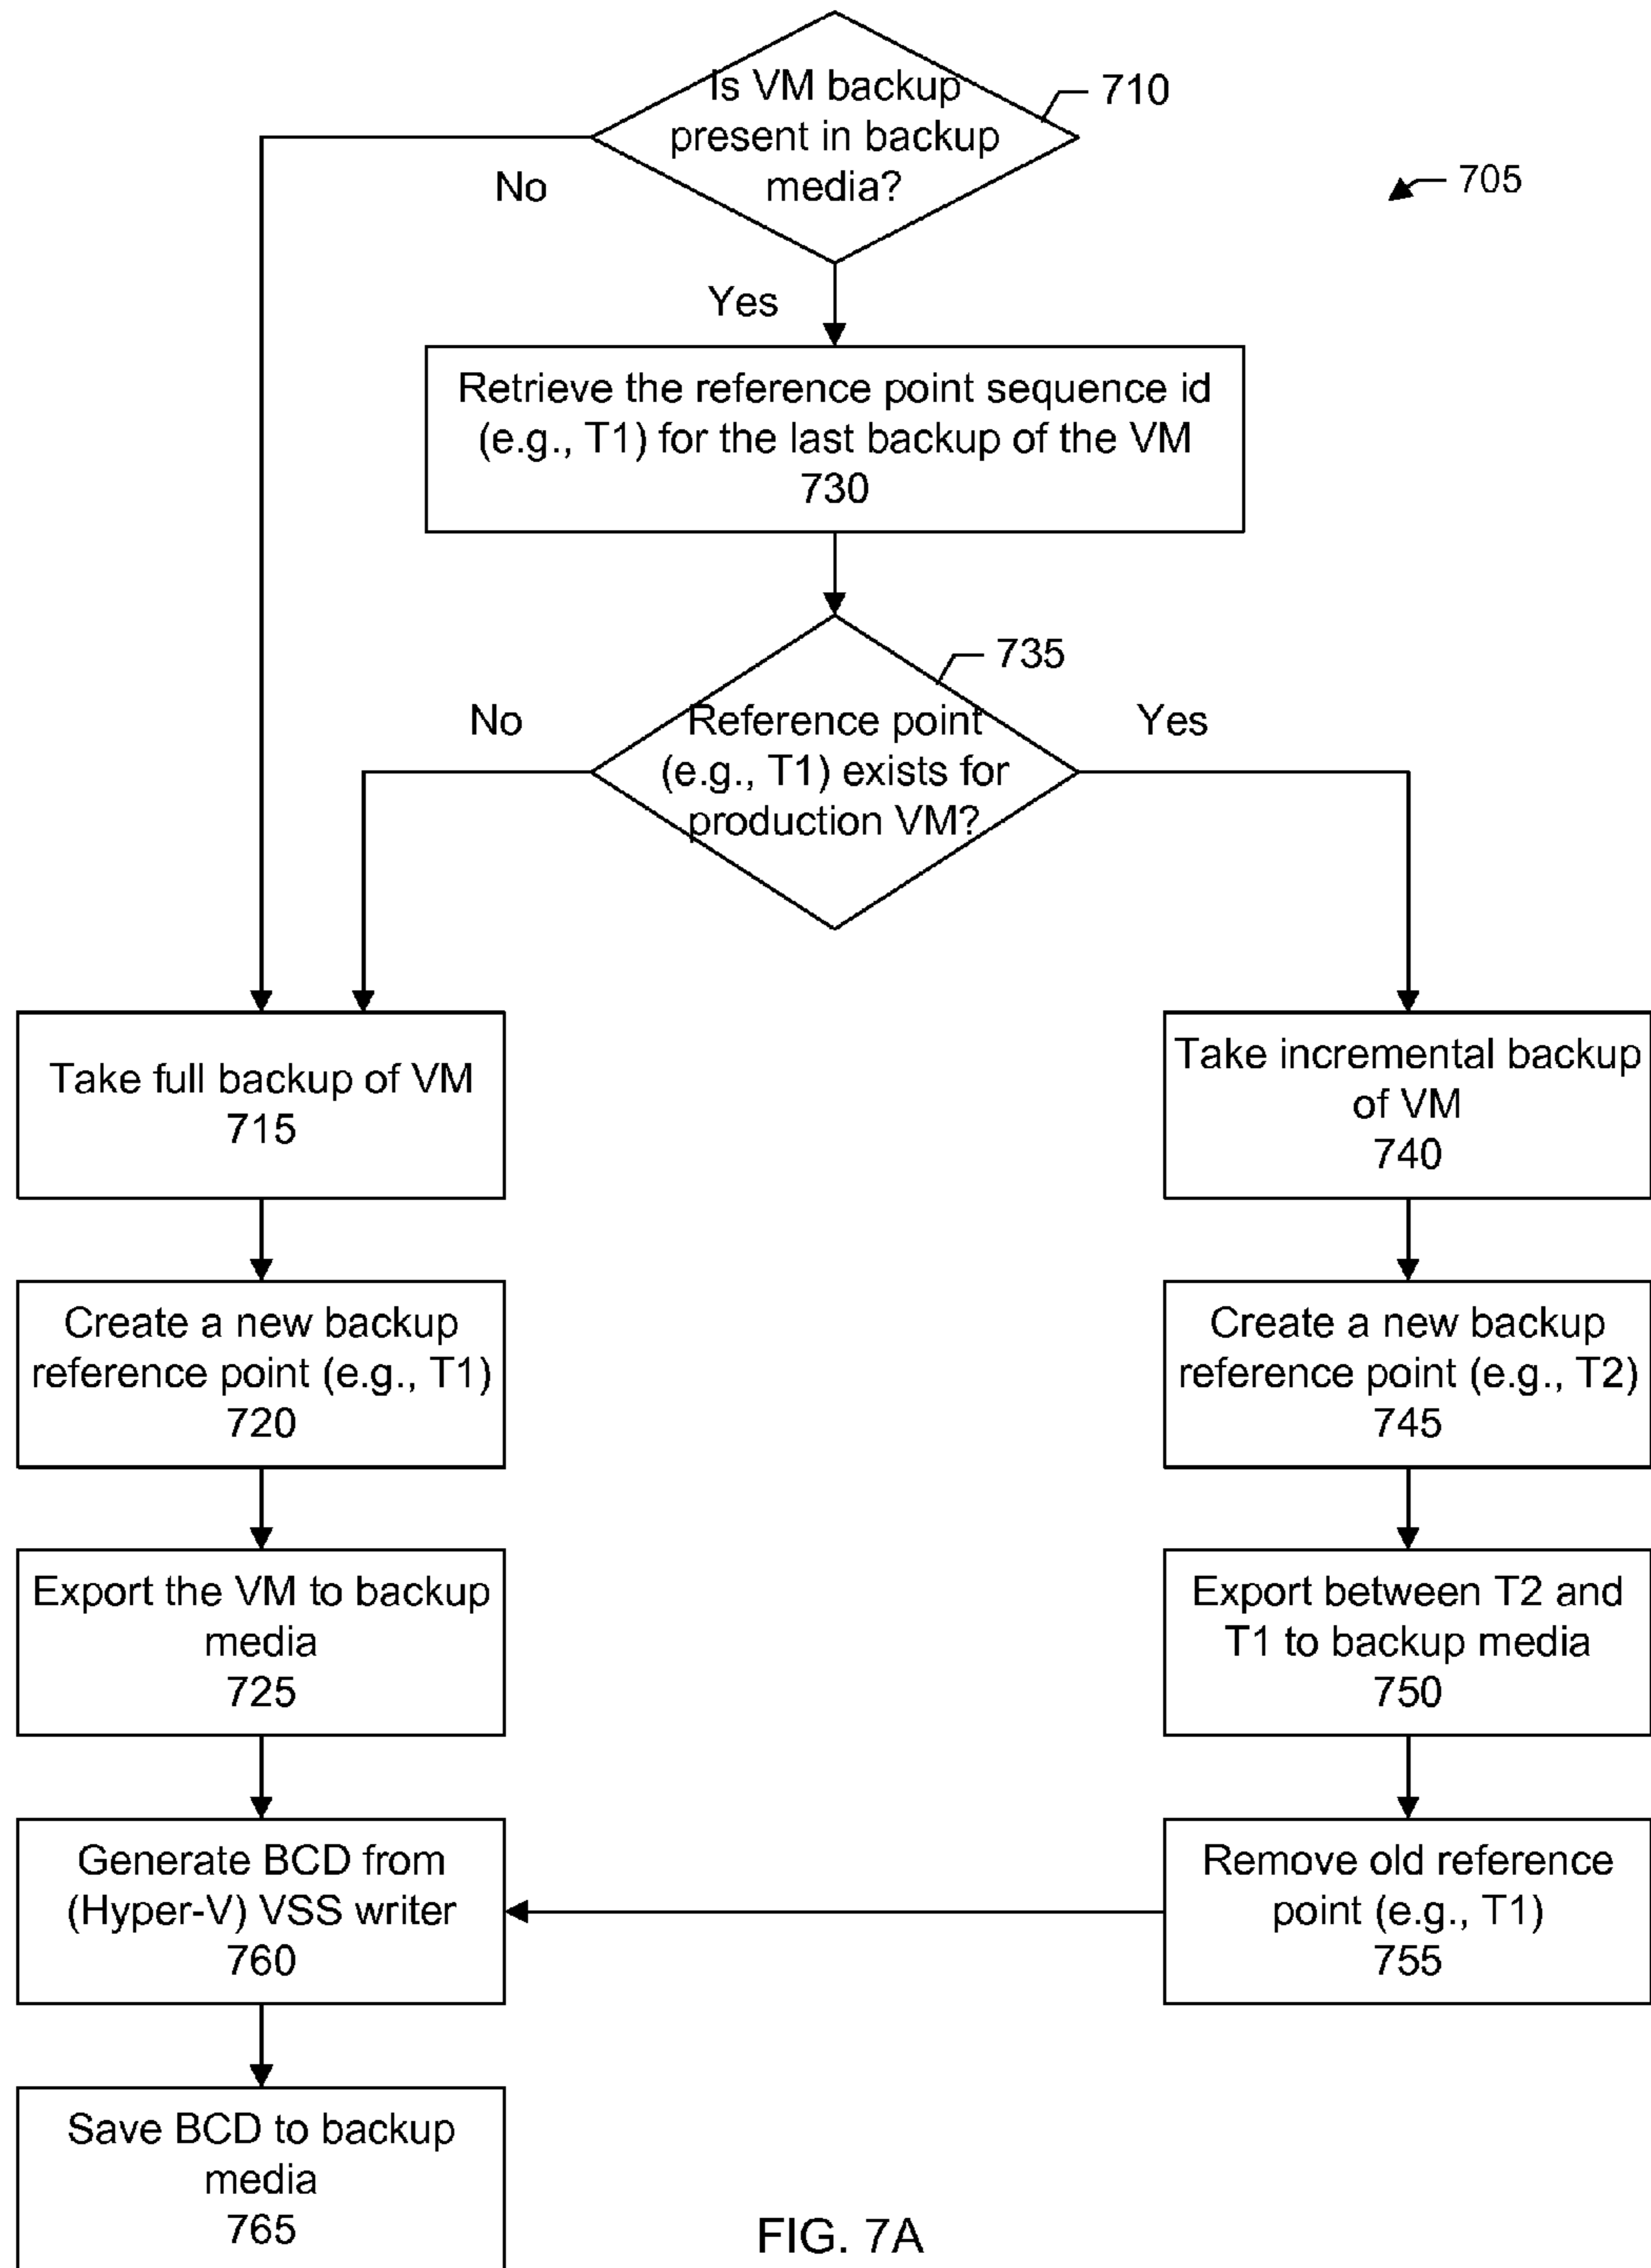 Is VM backup
present in backup
media?
710
No
705
Yes
Retrieve the reference point sequence id
(e.g., T1) for the last backup of the VM
730
735
No
Reference point
(e.g., T1) exists for
production VM?
Yes
Take full backup of VM
715
Take incremental backup
of VM
740
Create a new backup
reference point (e.g., T1)
720
Create a new backup
reference point (e.g., T2)
745
Export the VM to backup
media
725
Export between T2 and
T1 to backup media
750
Generate BCD from
(Hyper-V) VSS writer
760
Remove old reference
point (e.g., T1)
755
Save BCD to backup
media
765
FIG. 7A